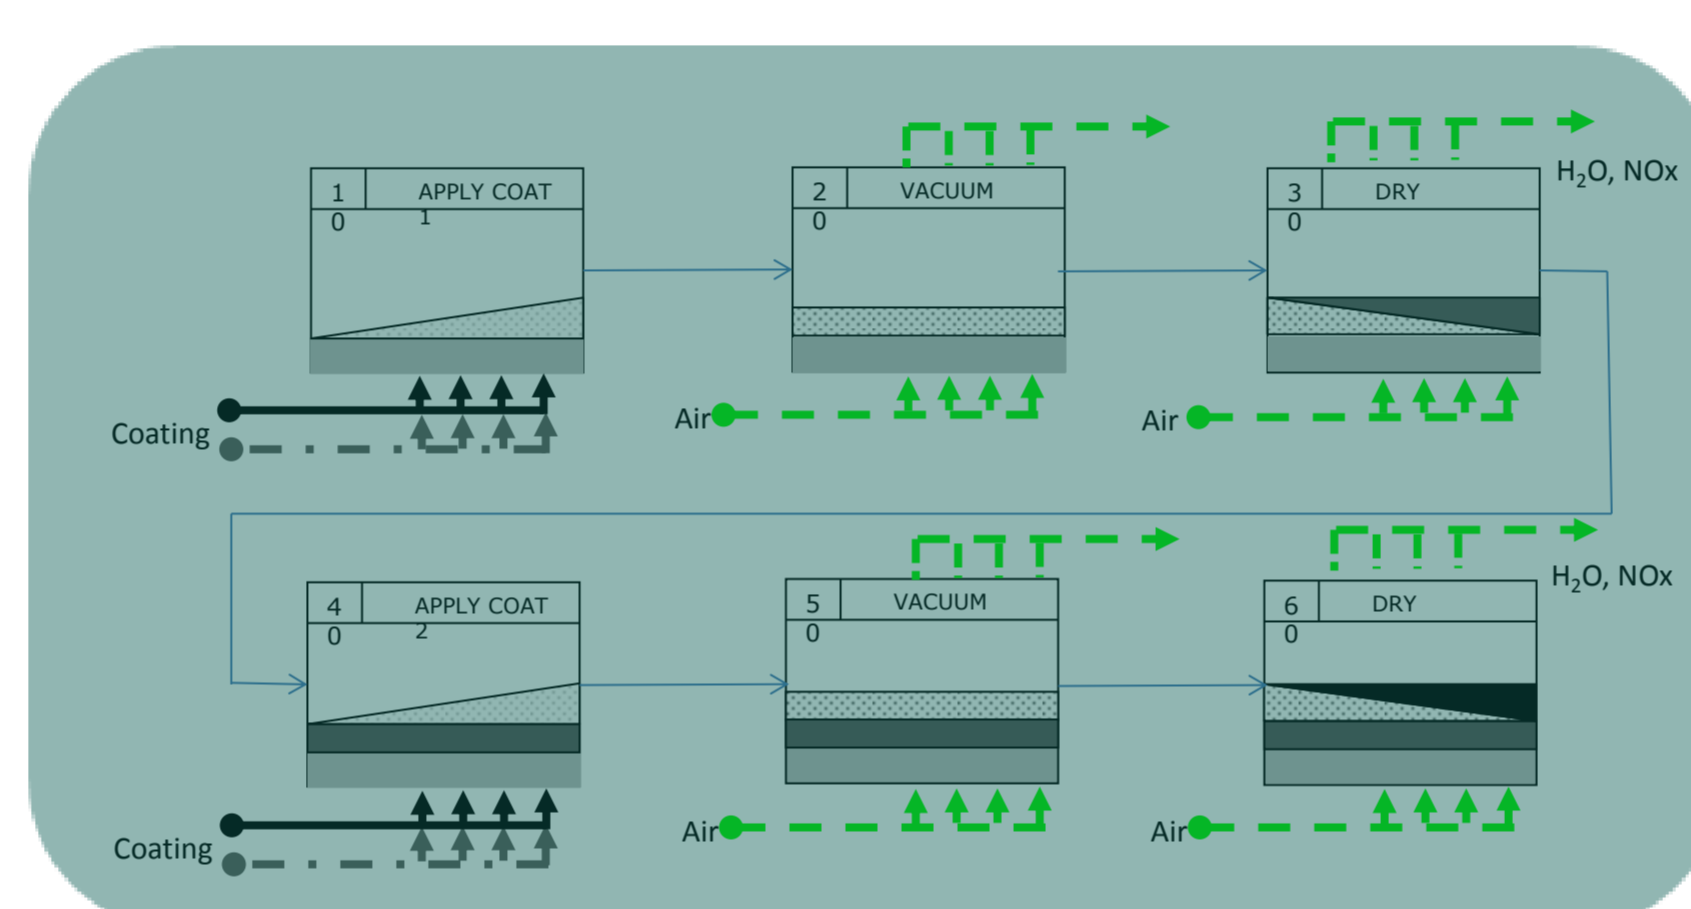 1 APPLY COAT
0 1
2 VACUUM
0
3 DRY
0
H₂O, NOx
Coating
Air
Air
4 APPLY COAT
0 2
5 VACUUM
0
6 DRY
0
H₂O, NOx
Coating
Air
Air